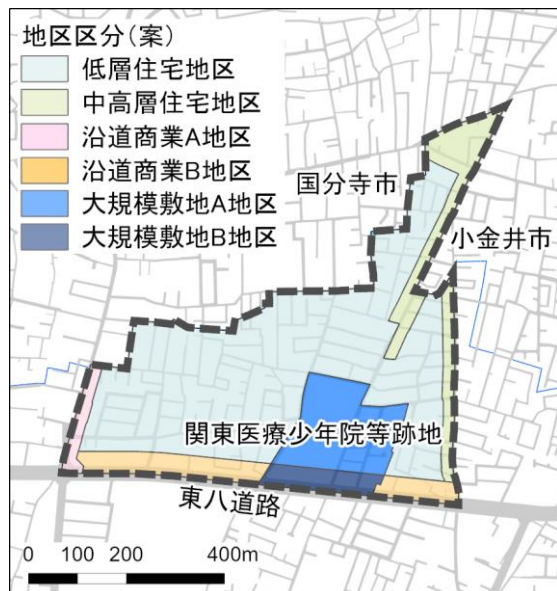 地区区分(案)
低層住宅地区
中高層住宅地区
沿道商業A地区
沿道商業B地区
大規模敷地A地区
大規模敷地B地区
国分寺市
小金井市
関東医療少年院等跡地
東八道路
0 100 200 400m